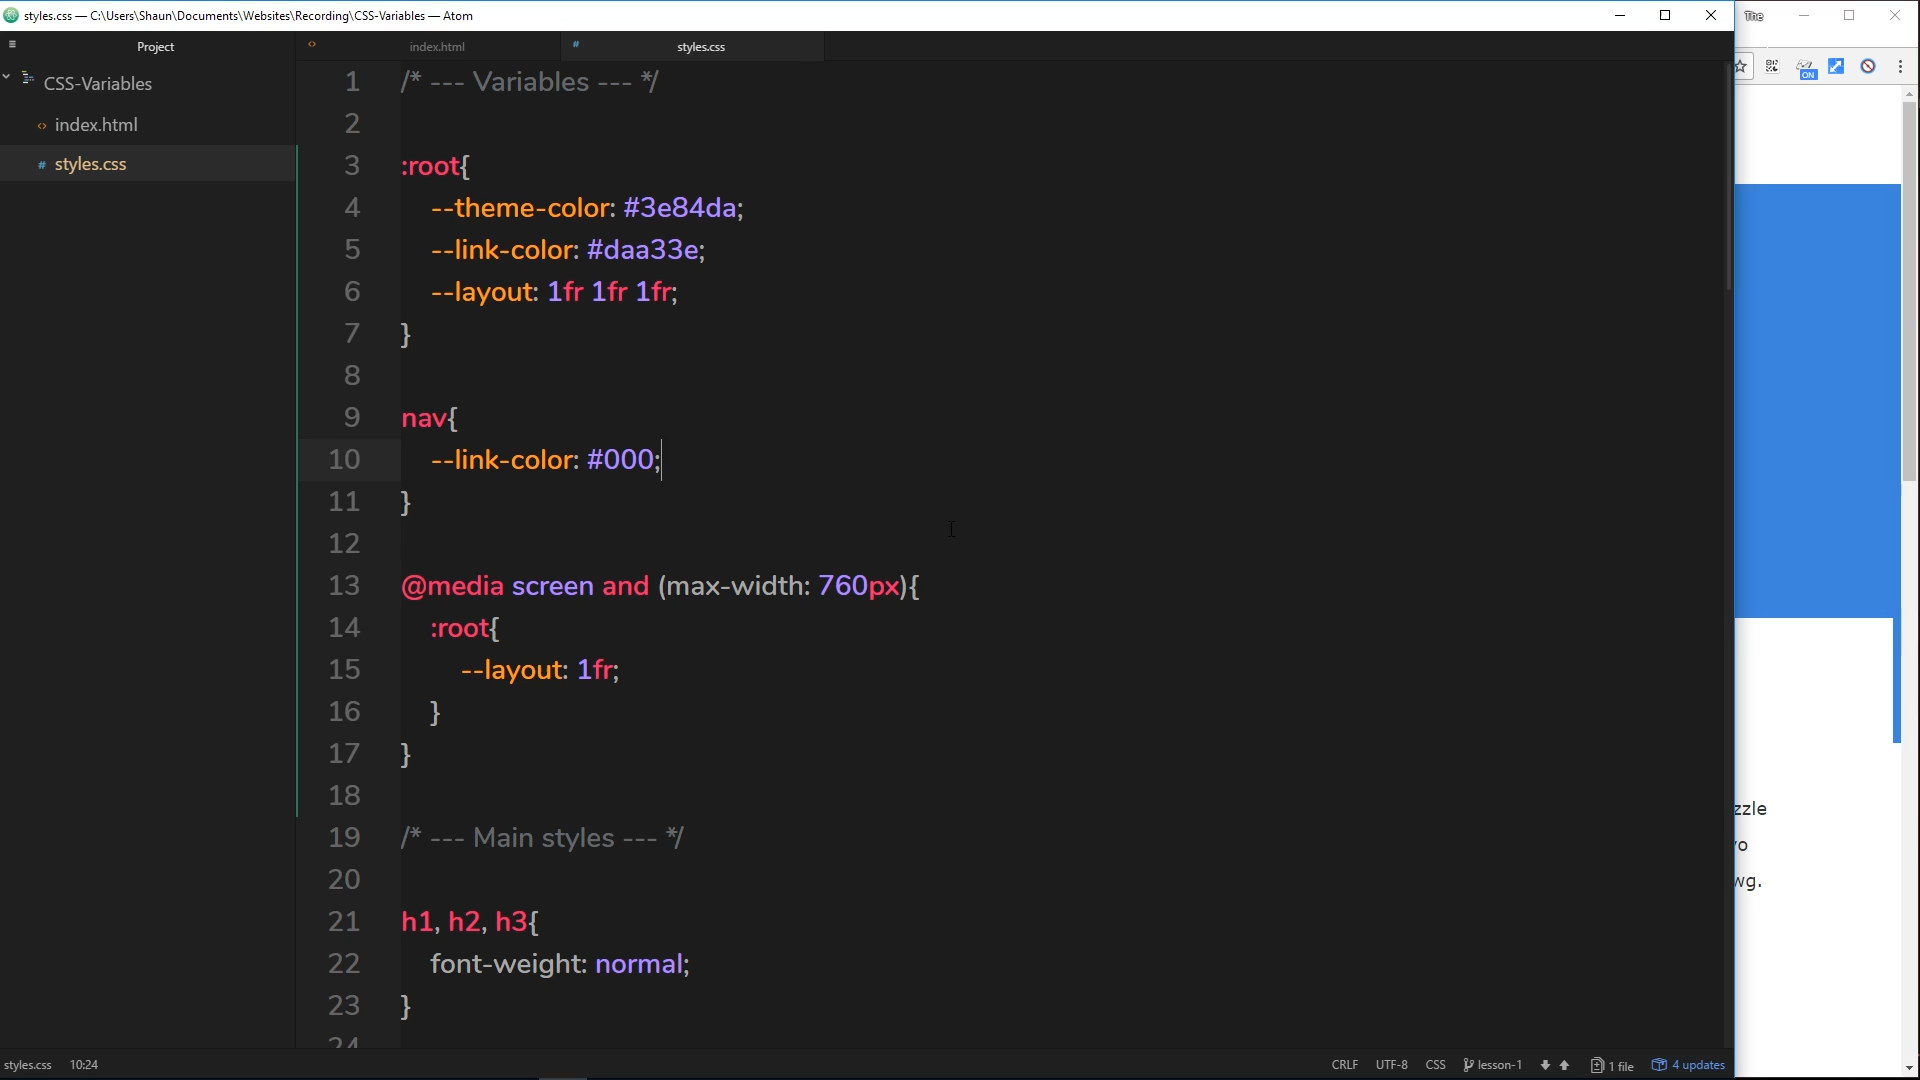 styles.css — C:\Users\Shaun\Documents\Websites\Recording\CSS-Variables — Atom
The
Project
index.html
styles.css
ON
CSS-Variables
index.html
styles.css
1 /* --- Variables --- */
2
3 :root{
4 --theme-color: #3e84da;
5 --link-color: #daa33e;
6 --layout: 1fr 1fr 1fr;
7 }
8
9 nav{
10 --link-color: #000;
11 }
12
13 @media screen and (max-width: 760px){
14 :root{
15 --layout: 1fr;
16 }
17 }
18
19 /* --- Main styles --- */
20
21 h1, h2, h3{
22 font-weight: normal;
23 }
24
zzle
wg.
styles.css 10:24 CRLF UTF-8 CSS lesson-1 1 file 4 updates